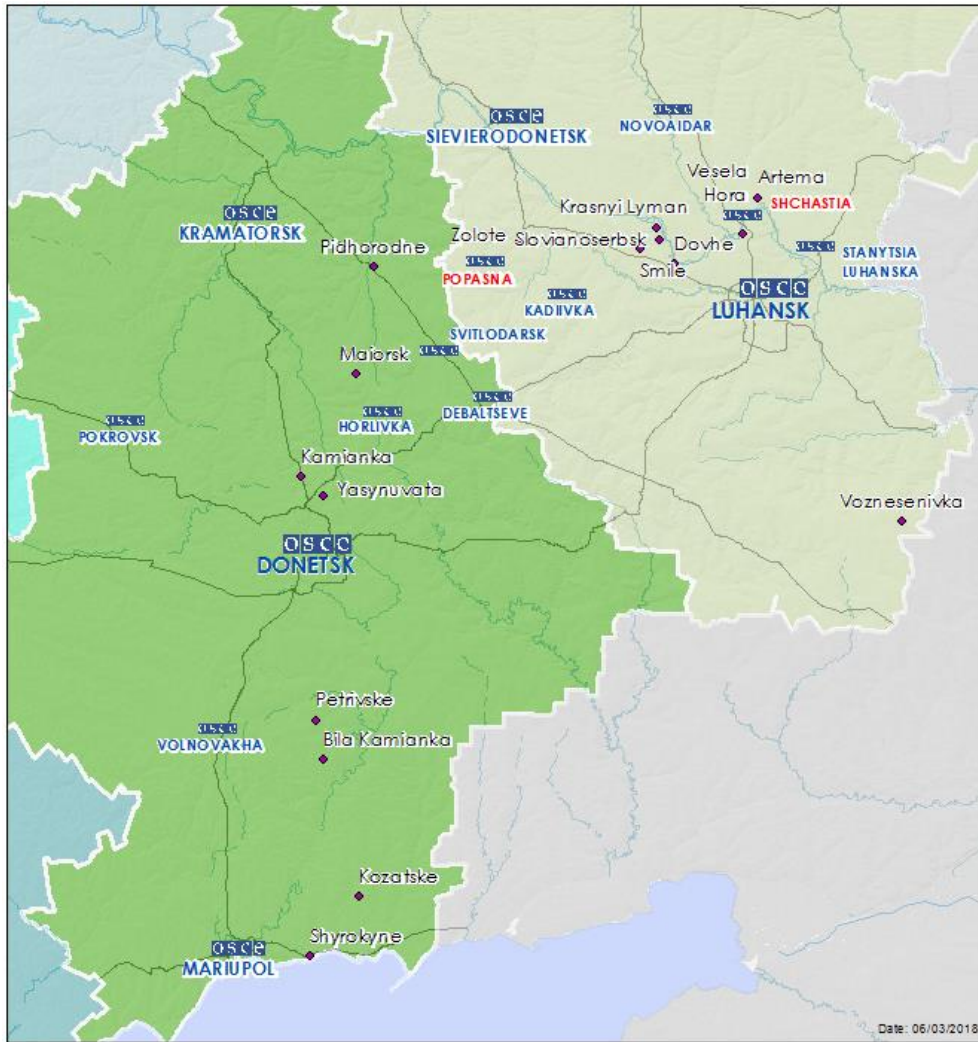 osce
SIEVIERODONETSK
osce
NOVOAIDAR
Vesela
Hora
Artema
SHCHASTIA
osce
Krasnyi Lyman
osce
KRAMATORSK
Zolote
Slovianoserbsk
Dovhe
osce
STANYTSIA
LUHANSKA
Pidhorodne
osce
POPASNA
Smile
osce
LUHANSK
osce
KADIIVKA
osce
SVITLODARSK
Maiorsk
osce
DEBALTSEVE
osce
HORLIVKA
osce
POKROVSK
Kamianka
Yasynuvata
Voznesenivka
osce
DONETSK
Petrivske
osce
VOLNOVAKHA
Bila Kamianka
Kozatske
Shyrokyne
osce
MARIUPOL
Date: 06/03/2018